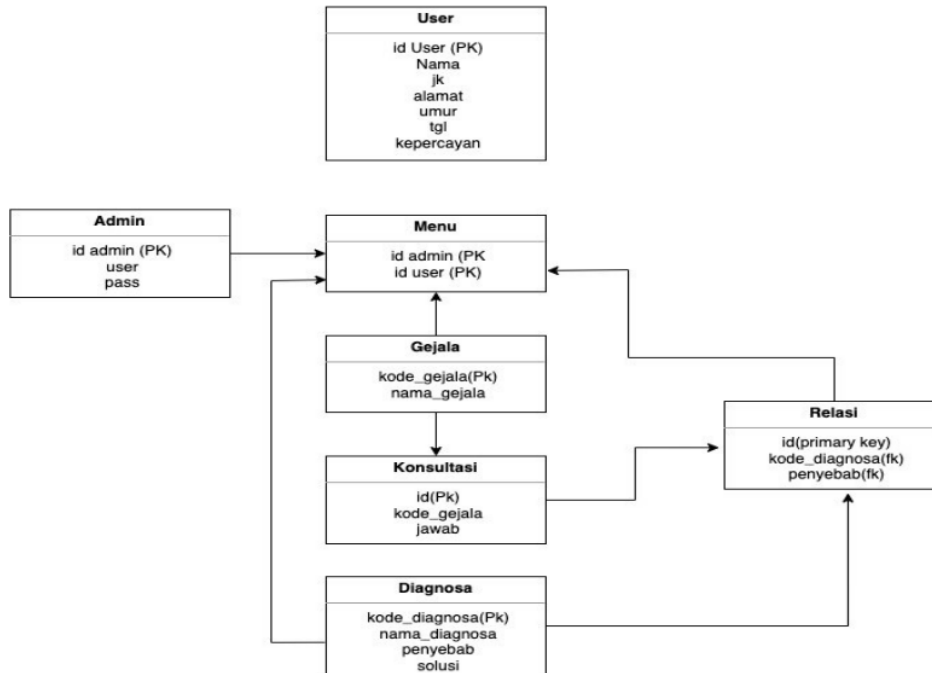 User
id User (PK)
Nama
jk
alamat
umur
tgl
kepercayan
Admin
id admin (PK)
user
pass
Menu
id admin (PK
id user (PK)
Gejala
kode_gejala(Pk)
nama_gejala
Relasi
id(primary key)
kode_diagnosa(fk)
penyebab(fk)
Konsultasi
id(Pk)
kode_gejala
jawab
Diagnosa
kode_diagnosa(Pk)
nama_diagnosa
penyebab
solusi